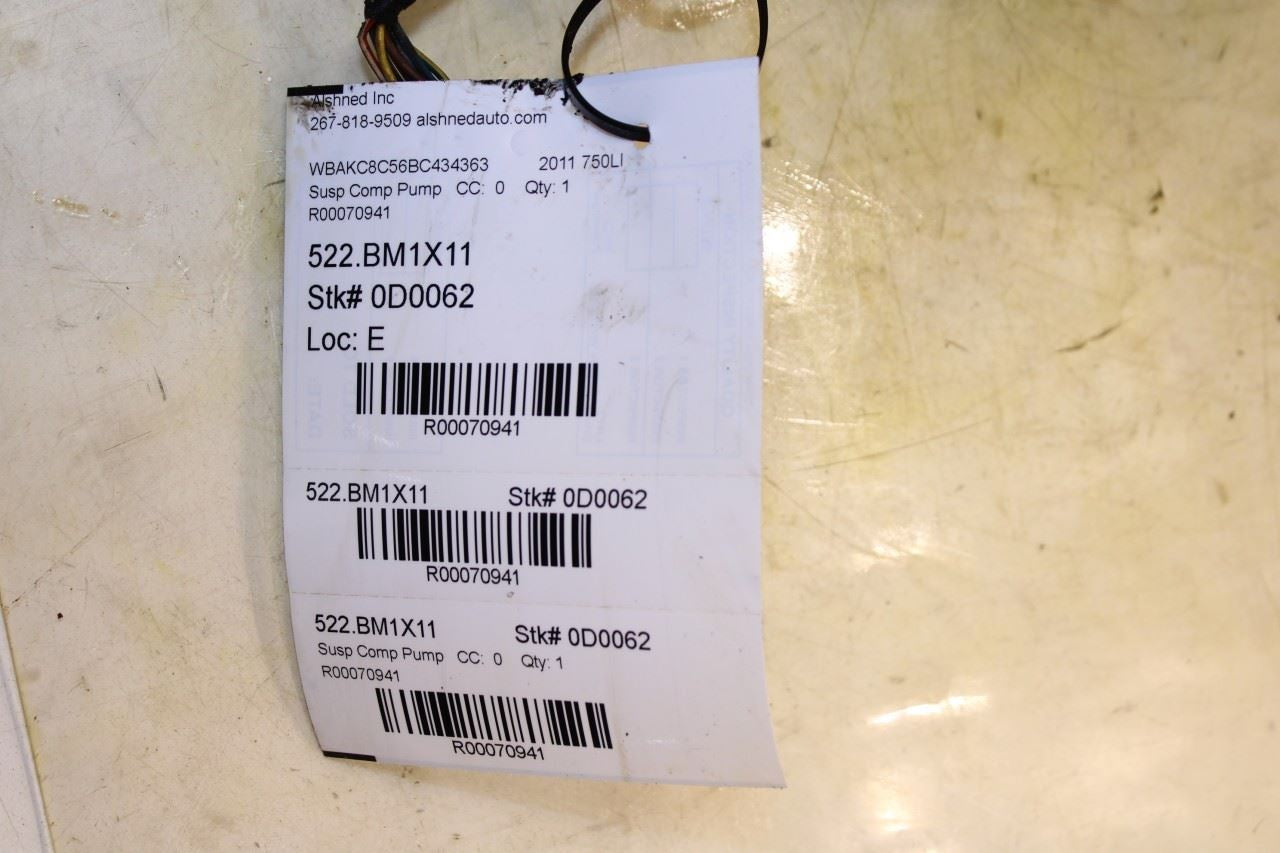 Alshned Inc
267-818-9509 alshnedauto.com
WBAKC8C56BC434363 2011 750LI
Susp Comp Pump CC: 0 Qty: 1
R00070941
522.BM1X11
Stk# 0D0062
Loc: E
R00070941
522.BM1X11 Stk# 0D0062
R00070941
522.BM1X11 Stk# 0D0062
Susp Comp Pump CC: 0 Qty: 1
R00070941
R00070941